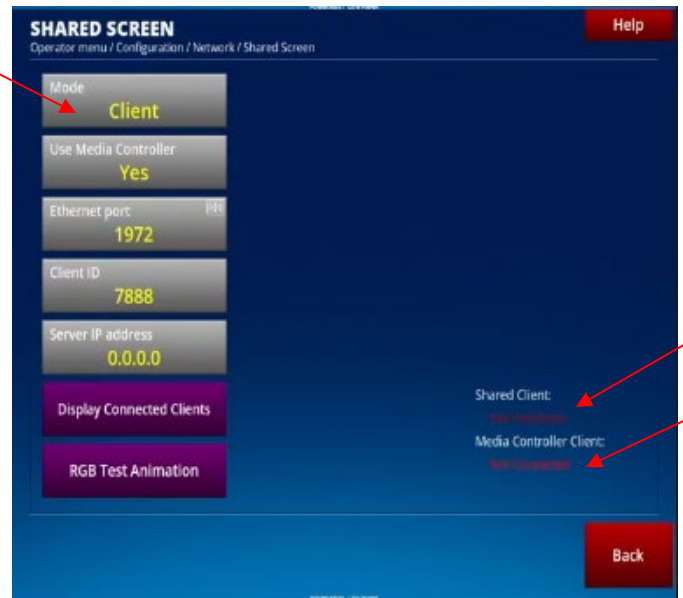 SHARED SCREEN
Help
Operator menu / Configuration / Network / Shared Screen
Mode
Client
Use Media Controller
Yes
Ethernet port
1972
Client ID
7888
Server IP address
0.0.0.0
Display Connected Clients
Shared Client:
Media Controller Client:
Not Connected
RGB Test Animation
Back